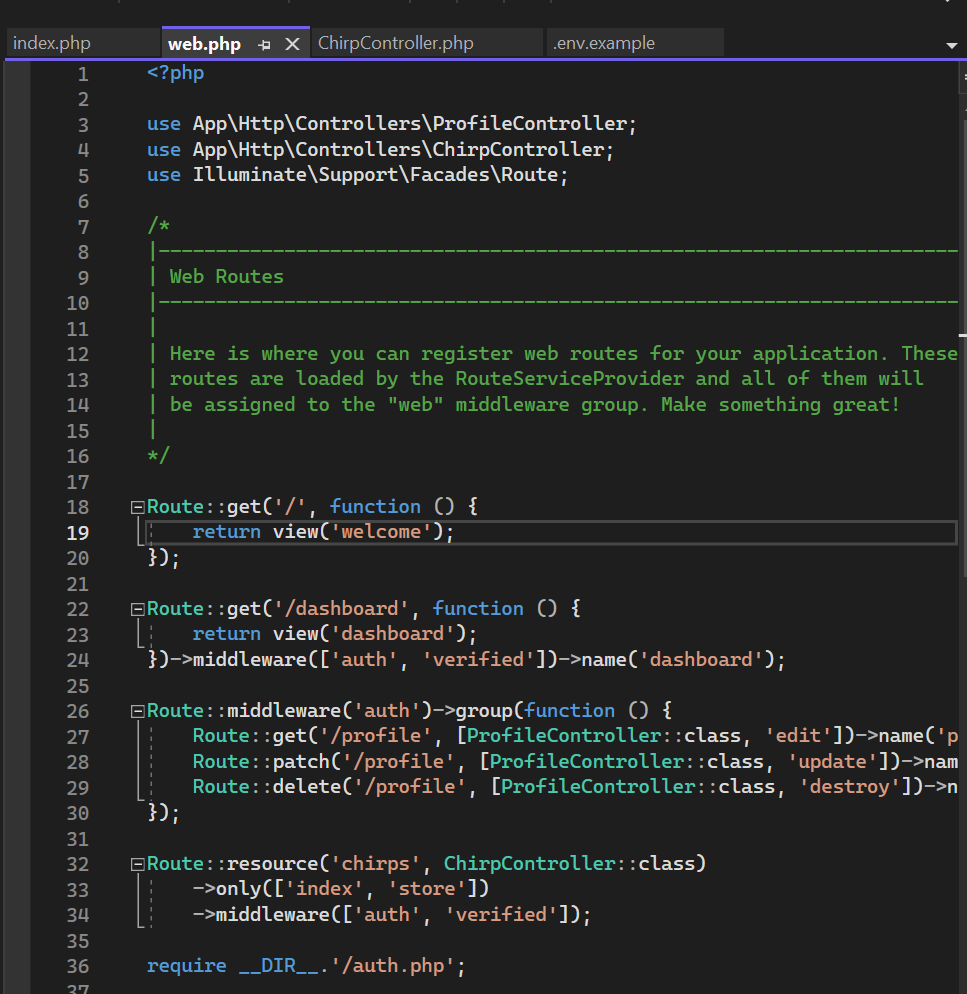 index.php web.php ChirpController.php .env.example
1 <?php
2
3 use App\Http\Controllers\ProfileController;
4 use App\Http\Controllers\ChirpController;
5 use Illuminate\Support\Facades\Route;
6
7 /*
8 |----------------------------------------------------------------------
9 | Web Routes
10 |----------------------------------------------------------------------
11 |
12 | Here is where you can register web routes for your application. These
13 | routes are loaded by the RouteServiceProvider and all of them will
14 | be assigned to the "web" middleware group. Make something great!
15 |
16 */
17
18 Route::get('/', function () {
19     return view('welcome');
20 });
21
22 Route::get('/dashboard', function () {
23     return view('dashboard');
24 })->middleware(['auth', 'verified'])->name('dashboard');
25
26 Route::middleware('auth')->group(function () {
27     Route::get('/profile', [ProfileController::class, 'edit'])->name('p
28     Route::patch('/profile', [ProfileController::class, 'update'])->nam
29     Route::delete('/profile', [ProfileController::class, 'destroy'])->n
30 });
31
32 Route::resource('chirps', ChirpController::class)
33     ->only(['index', 'store'])
34     ->middleware(['auth', 'verified']);
35
36 require __DIR__.'/auth.php';
37